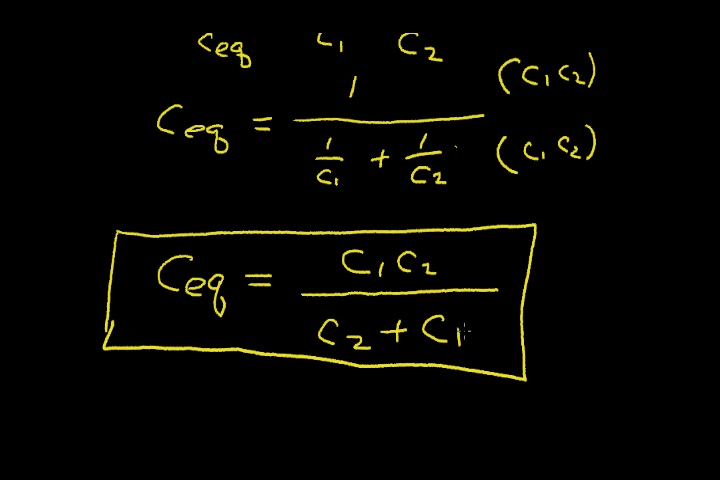 Ceq C1 C2
Ceq = 1 / (1/C1 + 1/C2) (C1C2) / (C1C2)
Ceq = C1C2 / (C2 + C1)